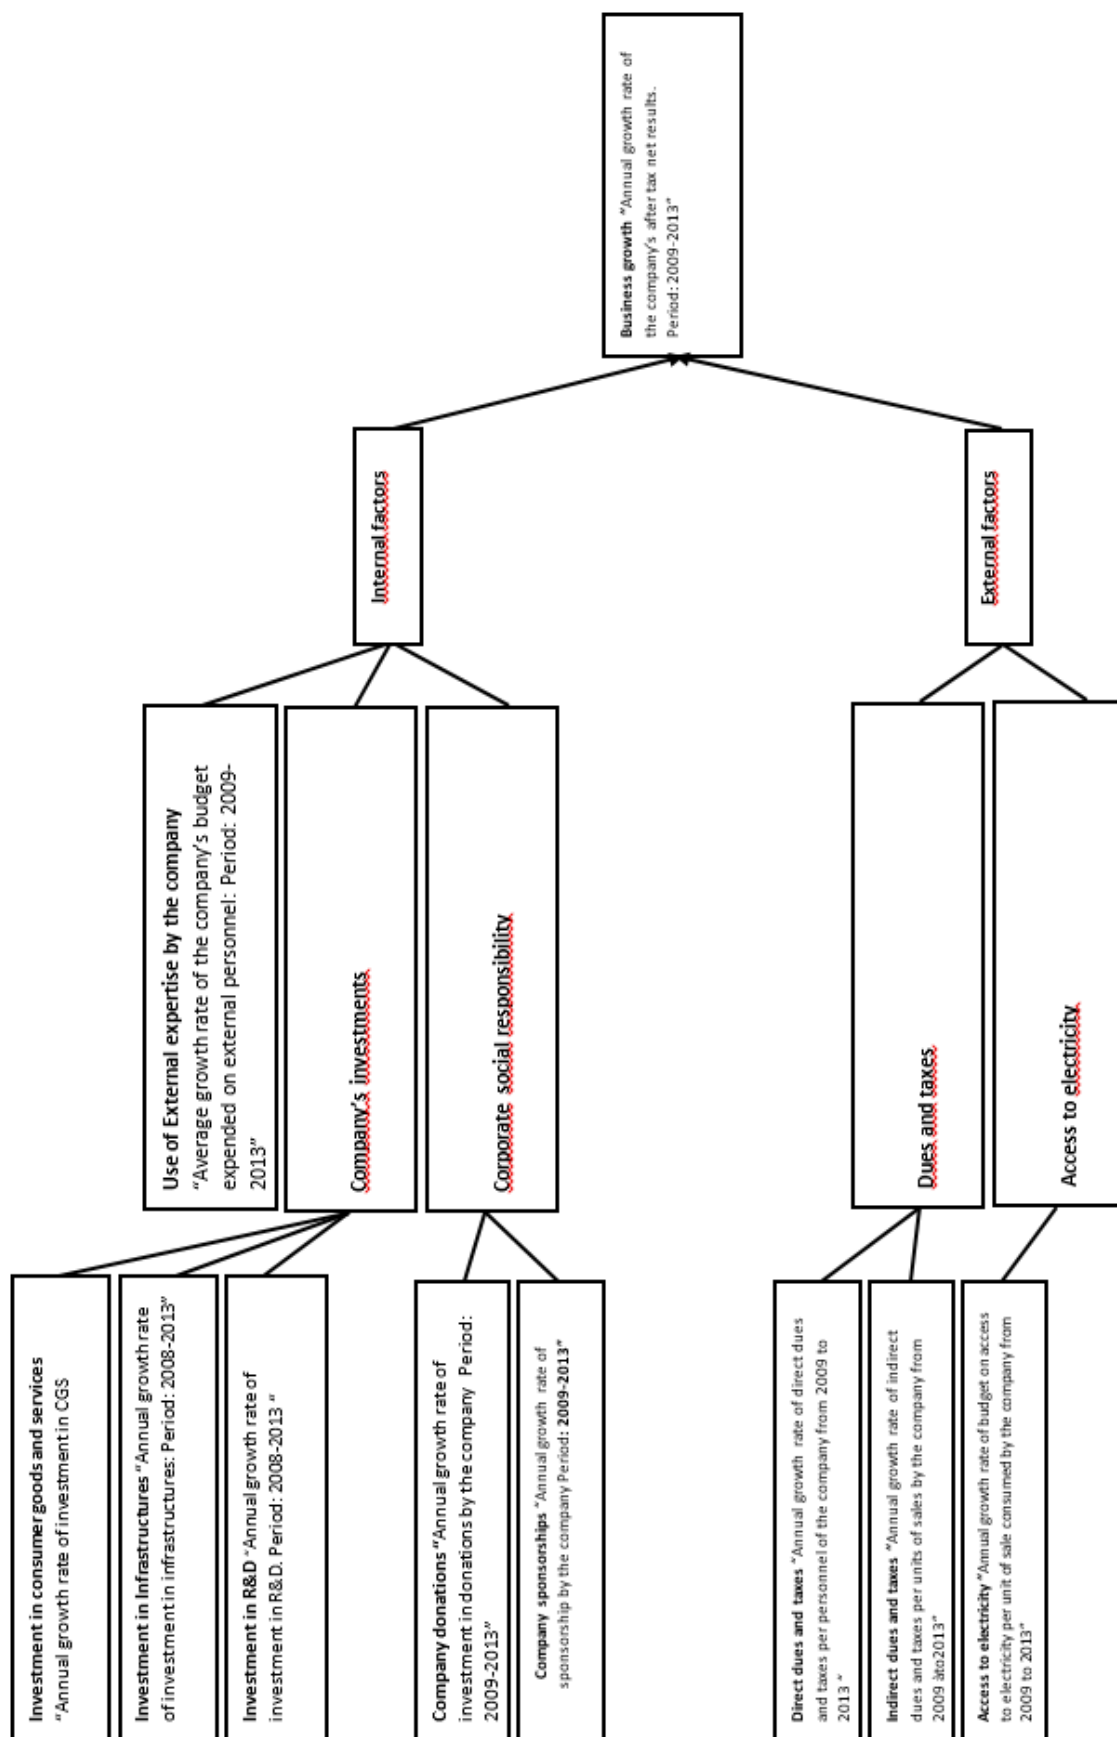 Investment in consumer goods and services
"Annual growth rate of investment in CGS
Investment in Infrastructures "Annual growth rate
of investment in infrastructures: Period: 2008-2013"
Investment in R&D "Annual growth rate of
investment in R&D. Period: 2008-2013 "
Company donations "Annual growth rate of
investment in donations by the company Period:
2009-2013"
Company sponsorships "Annual growth rate of
sponsorship by the company Period: 2009-2013"
Direct dues and taxes "Annual growth rate of direct dues
and taxes per personnel of the company from 2009 to
2013 "
Indirect dues and taxes "Annual growth rate of indirect
dues and taxes per units of sales by the company from
2009 àto2013"
Access to electricity "Annual growth rate of budget on access
to electricity per unit of sale consumed by the company from
2009 to 2013"
Use of External expertise by the company
"Average growth rate of the company's budget
expended on external personnel: Period: 2009-
2013"
Company's investments
Corporate social responsibility
Dues and taxes
Access to electricity
Internal factors
External factors
Business growth "Annual growth rate of
the company's after tax net results.
Period: 2009-2013"